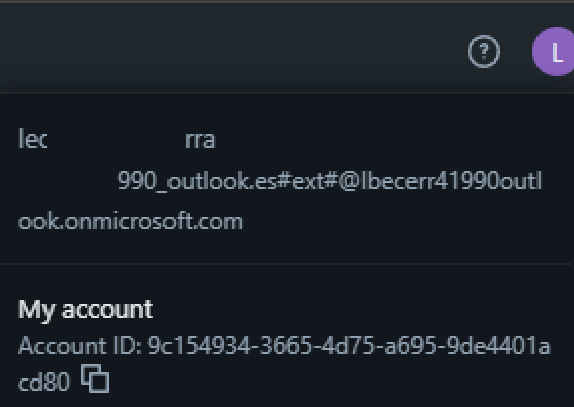 L
lec rra
990_outlook.es#ext#@lbecerr41990outl
ook.onmicrosoft.com
My account
Account ID: 9c154934-3665-4d75-a695-9de4401a
cd80